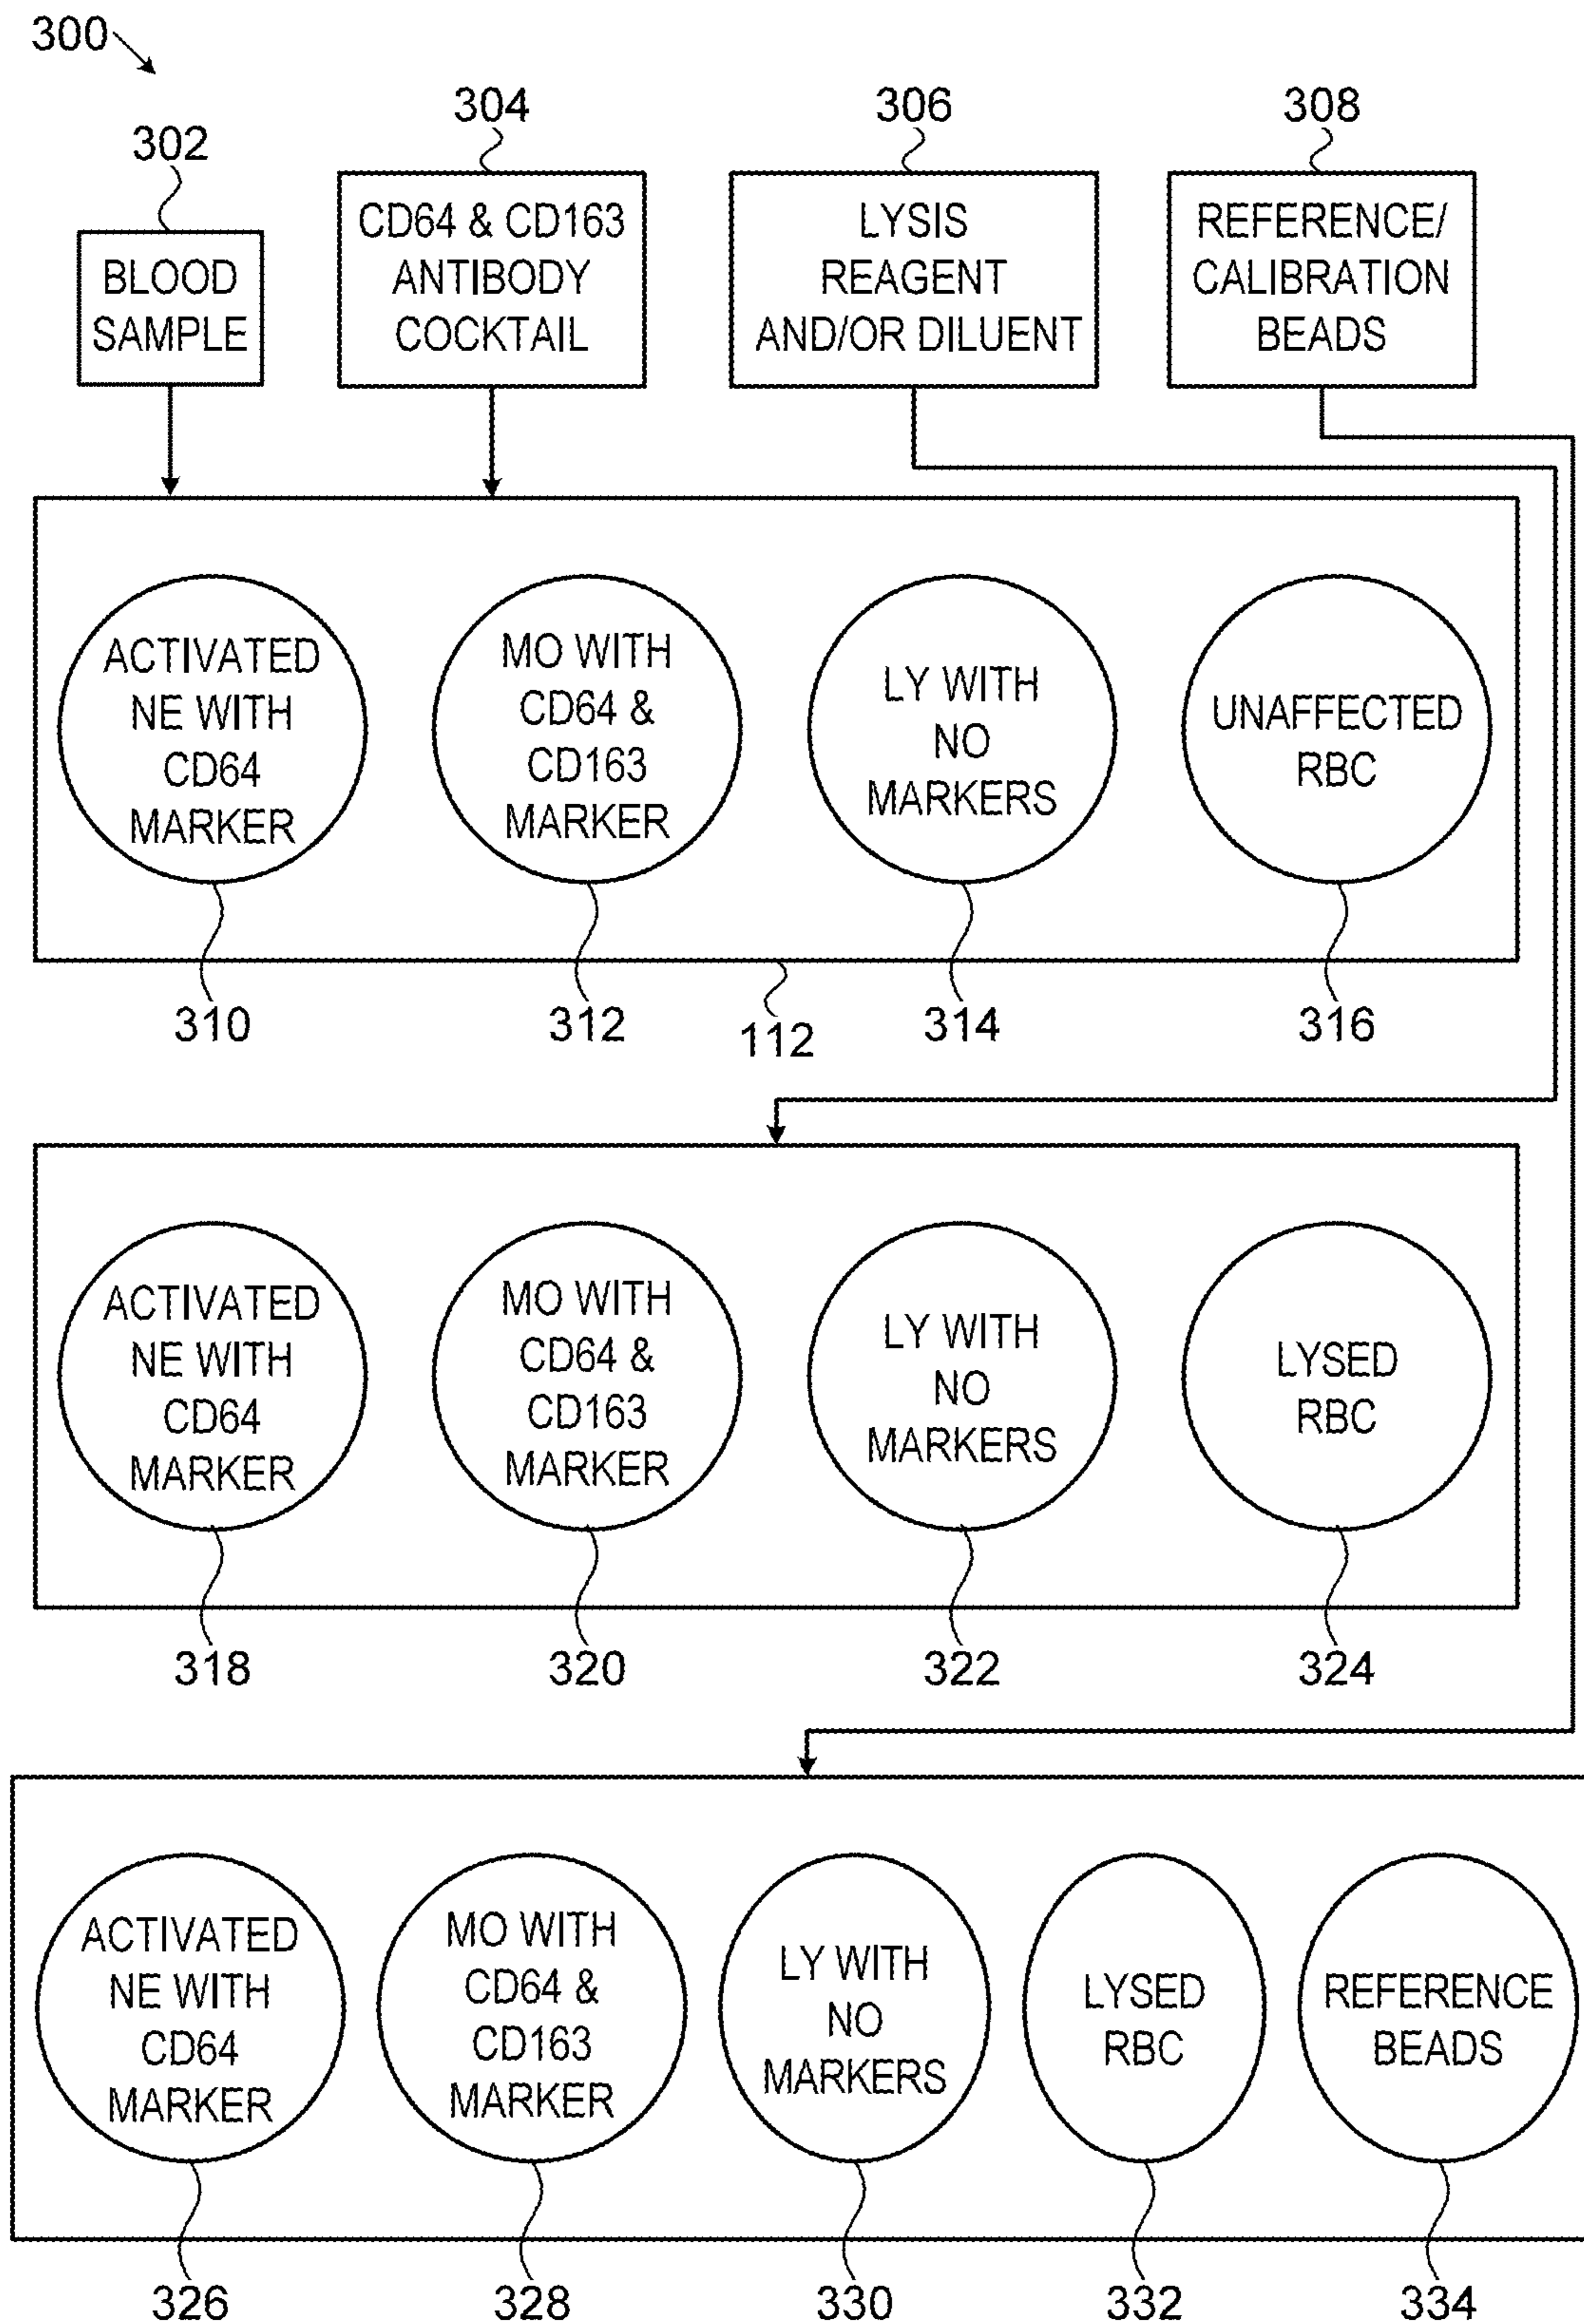 300
302
304
306
308
BLOOD
SAMPLE
CD64 & CD163
ANTIBODY
COCKTAIL
LYSIS
REAGENT
AND/OR DILUENT
REFERENCE/
CALIBRATION
BEADS
ACTIVATED
NE WITH
CD64
MARKER
MO WITH
CD64 &
CD163
MARKER
LY WITH
NO
MARKERS
UNAFFECTED
RBC
310
312
112
314
316
ACTIVATED
NE WITH
CD64
MARKER
MO WITH
CD64 &
CD163
MARKER
LY WITH
NO
MARKERS
LYSED
RBC
318
320
322
324
ACTIVATED
NE WITH
CD64
MARKER
MO WITH
CD64 &
CD163
MARKER
LY WITH
NO
MARKERS
LYSED
RBC
REFERENCE
BEADS
326
328
330
332
334